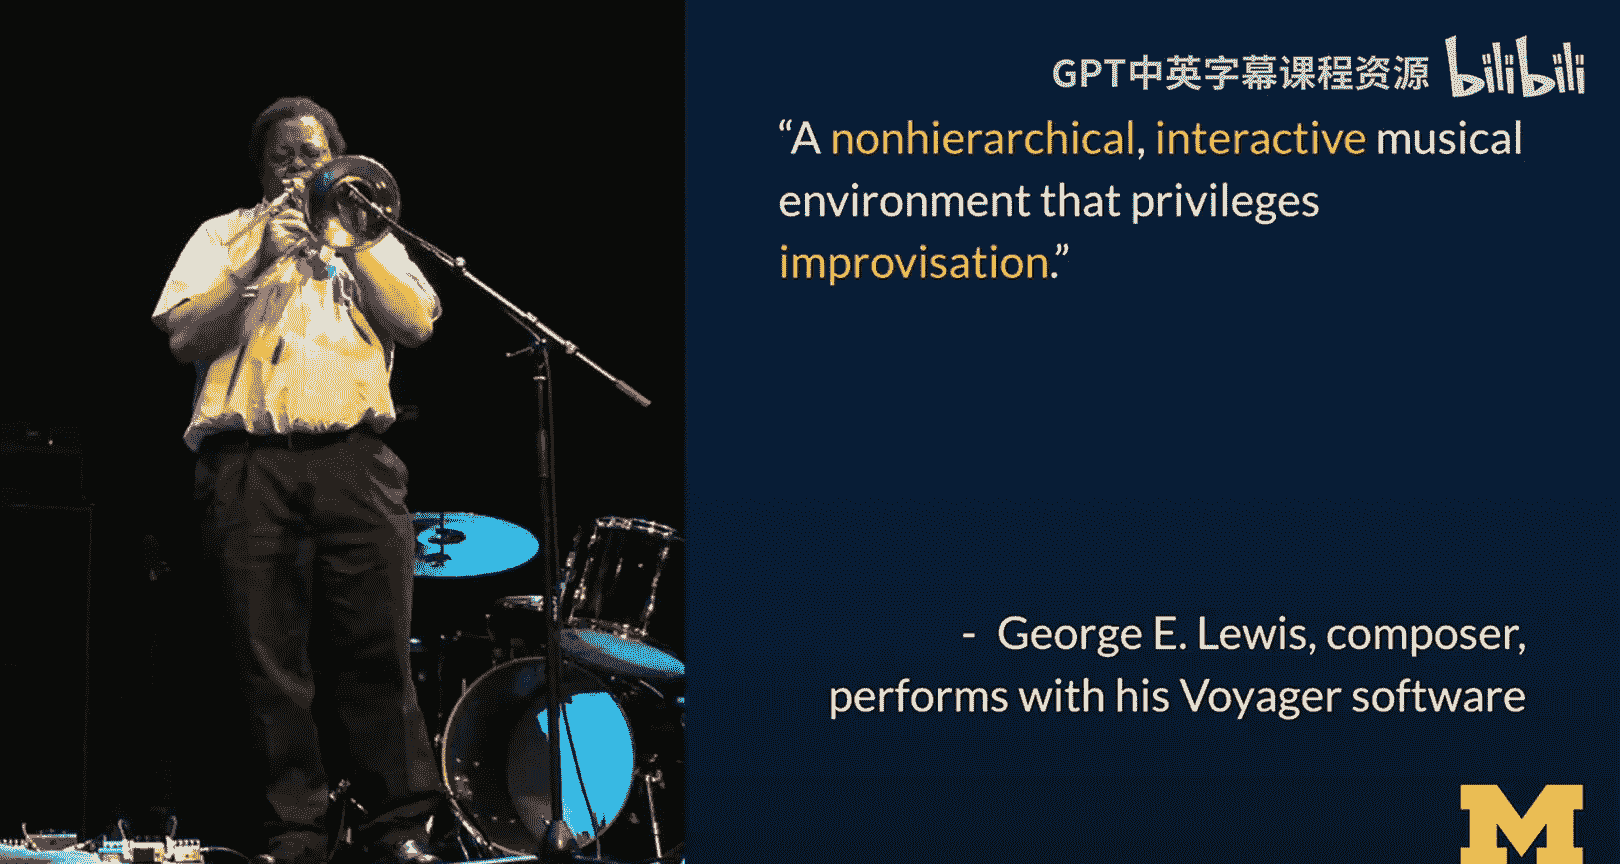 GPT中英字幕课程资源 bilibili
“A nonhierarchical, interactive musical
environment that privileges
improvisation.”
- George E. Lewis, composer,
performs with his Voyager software
M